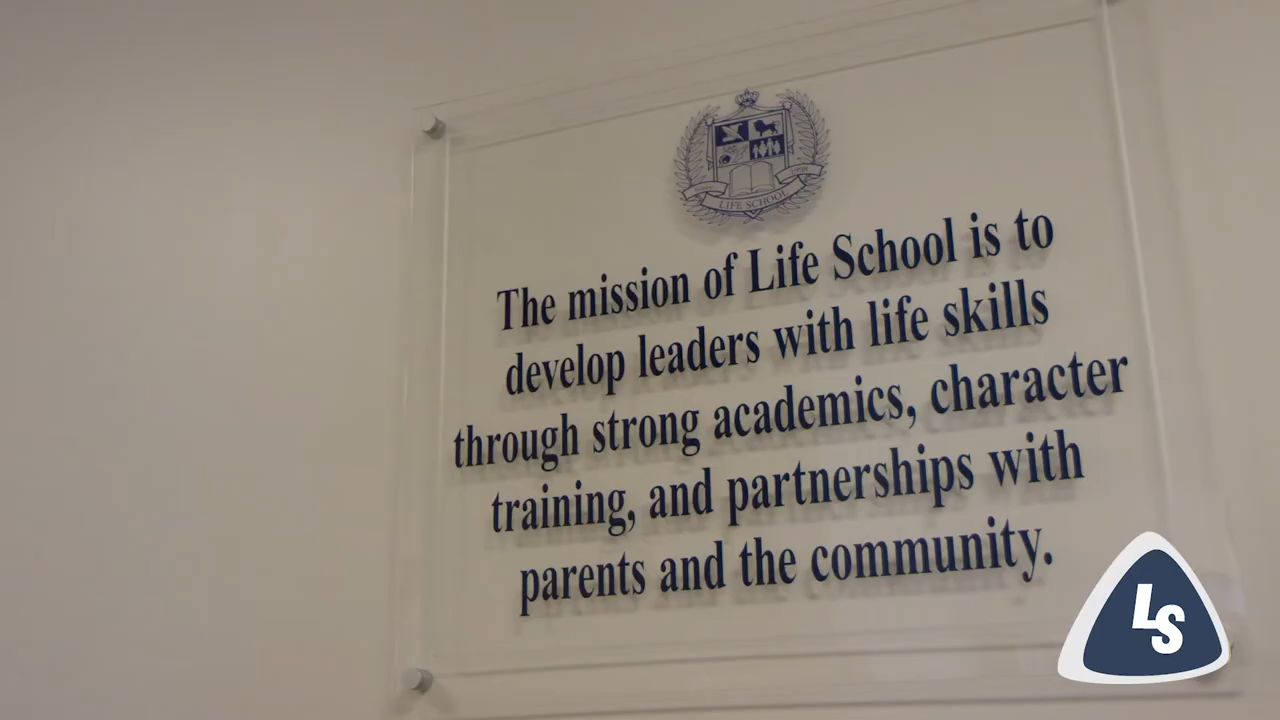 LIFE SCHOOL
The mission of Life School is to
develop leaders with life skills
through strong academics, character
training, and partnerships with
parents and the community.
LS